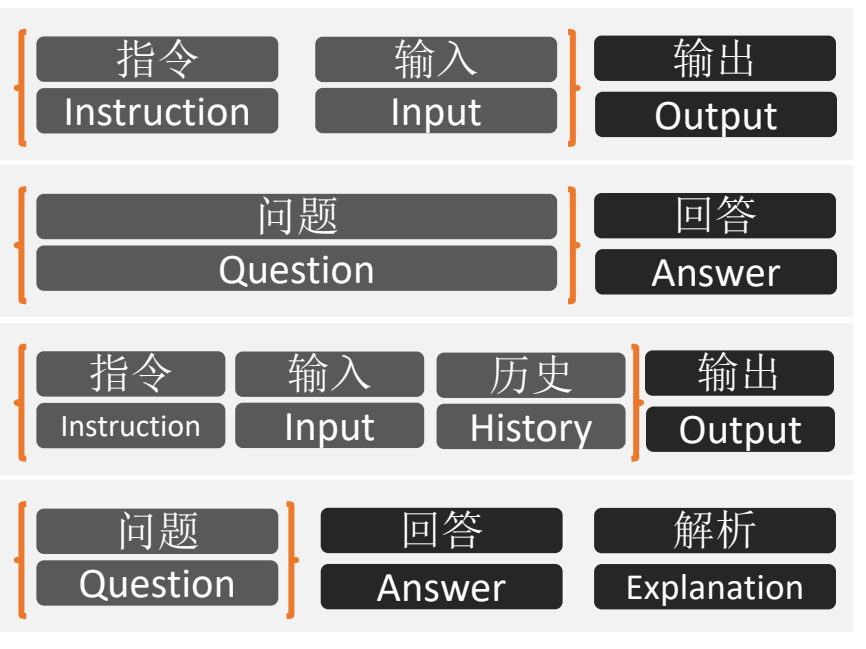 指令 输入 输出
Instruction Input Output
问题 回答
Question Answer
指令 输入 历史 输出
Instruction Input History Output
问题 回答 解析
Question Answer Explanation